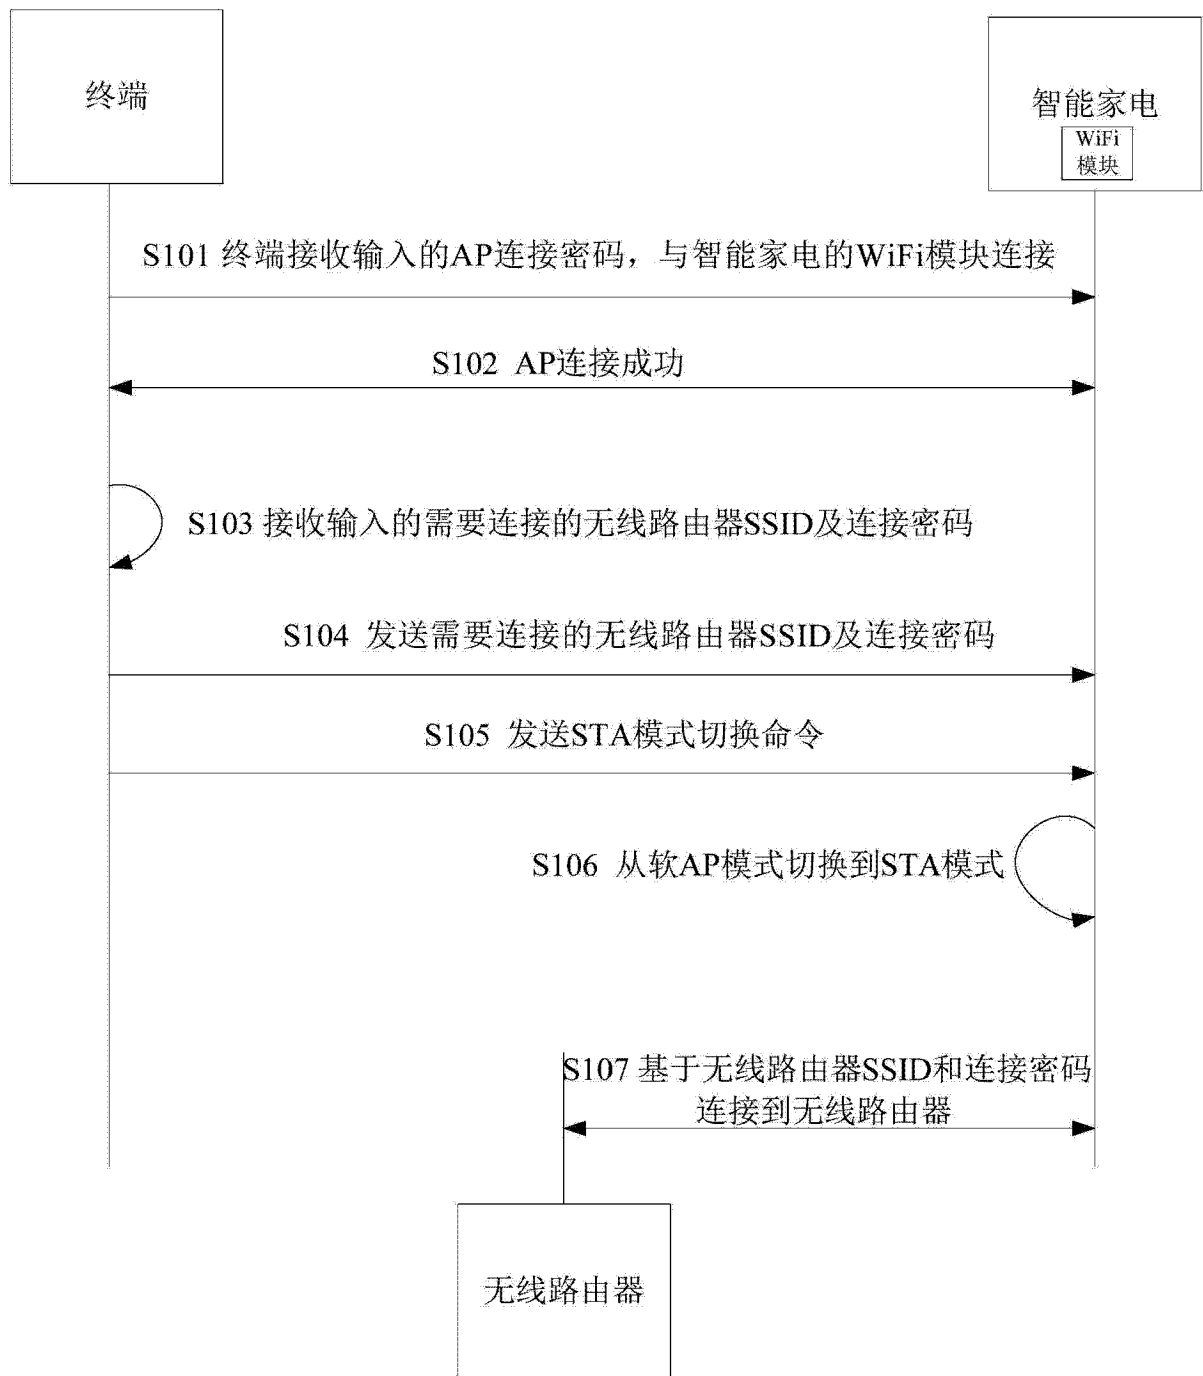 终端
智能家电
WiFi
模块
S101 终端接收输入的AP连接密码，与智能家电的WiFi模块连接
S102 AP连接成功
S103 接收输入的需要连接的无线路由器SSID及连接密码
S104 发送需要连接的无线路由器SSID及连接密码
S105 发送STA模式切换命令
S106 从软AP模式切换到STA模式
S107 基于无线路由器SSID和连接密码
连接到无线路由器
无线路由器